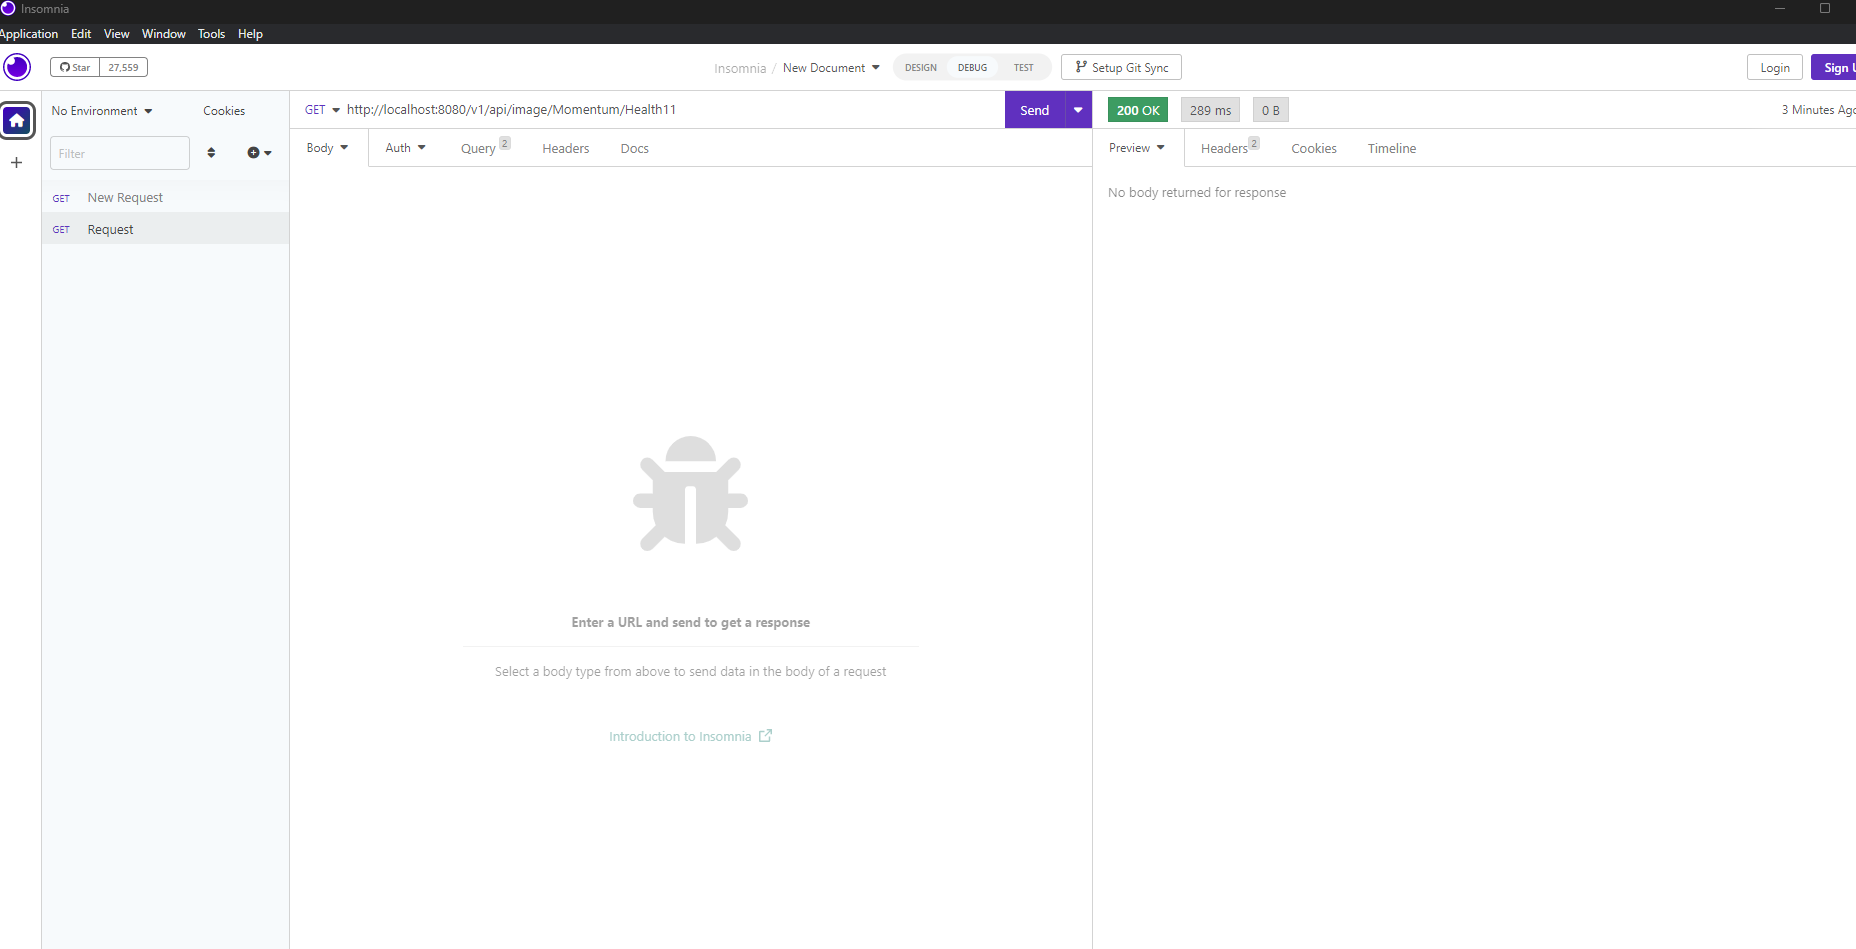 Insomnia
Application Edit View Window Tools Help
Star 27,559
Insomnia / New Document
DESIGN DEBUG TEST
Setup Git Sync
Login
Sign U
No Environment
Cookies
Filter
GET New Request
GET Request
GET http://localhost:8080/v1/api/image/Momentum/Health11
Send
Body Auth Query 2 Headers Docs
Enter a URL and send to get a response
Select a body type from above to send data in the body of a request
Introduction to Insomnia
200 OK 289 ms 0 B
3 Minutes Ago
Preview Headers 2 Cookies Timeline
No body returned for response